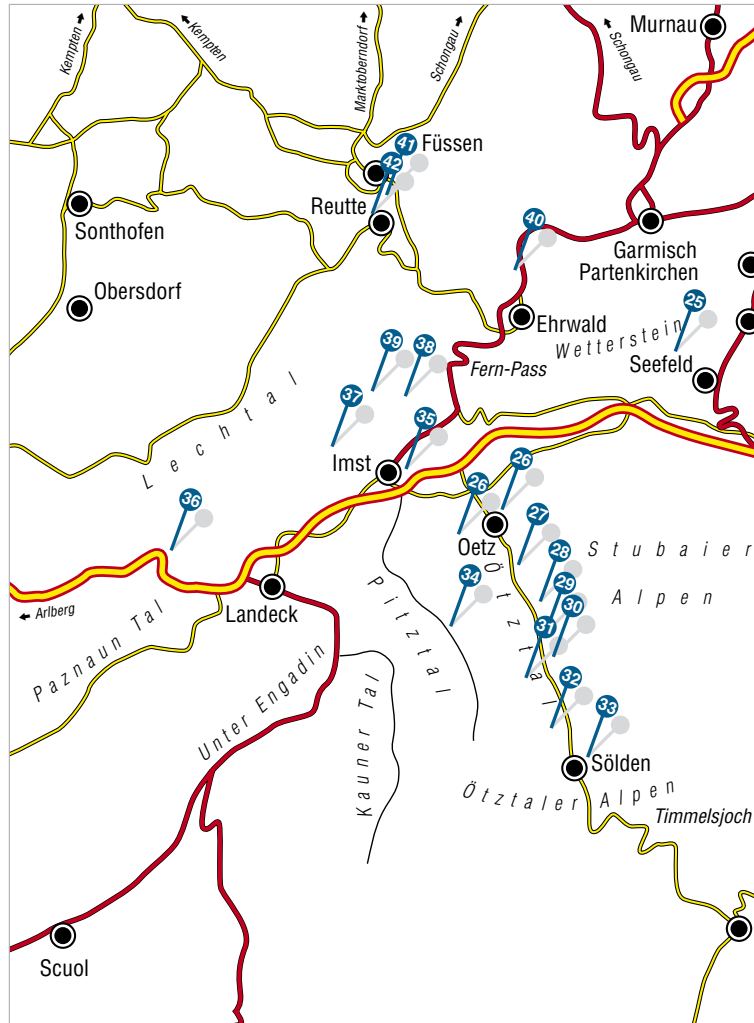 Murnau
Kempten
Kempten
Marktoberndorf
Schongau
Schongau
41
Füssen
42
Reutte
Sonthofen
40
Garmisch
Partenkirchen
Obersdorf
25
Ehrwald
Wetterstein
Seefeld
Fern-Pass
39
38
37
Lechtal
35
Imst
36
26
26
Oetz
27
Stubaier
Alpen
28
29
30
31
34
Ötztal
Pitztal
Landeck
Arlberg
Paznaun Tal
Unter Engadin
Kauner Tal
32
33
Sölden
Ötztaler Alpen
Timmelsjoch
Scuol